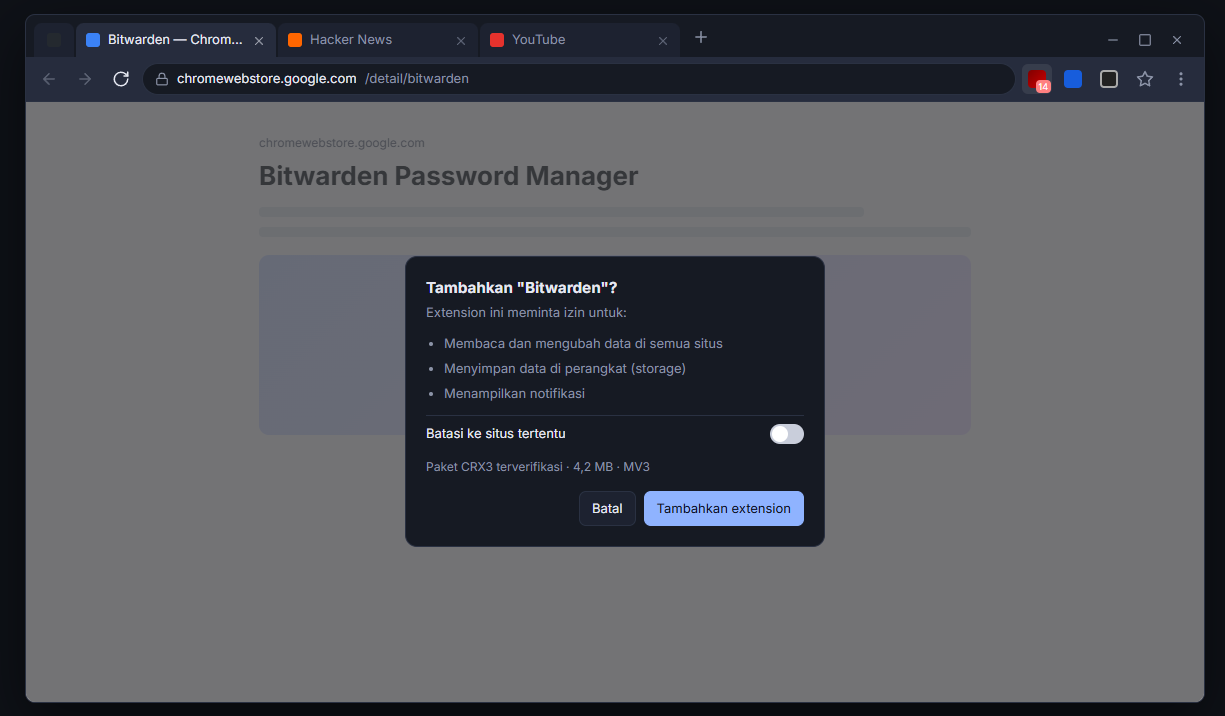 Bitwarden — Chrom...
Hacker News
YouTube
chromewebstore.google.com /detail/bitwarden
14
chromewebstore.google.com
Bitwarden Password Manager
Tambahkan "Bitwarden"?
Extension ini meminta izin untuk:
• Membaca dan mengubah data di semua situs
• Menyimpan data di perangkat (storage)
• Menampilkan notifikasi
Batasi ke situs tertentu
Paket CRX3 terverifikasi · 4,2 MB · MV3
Batal
Tambahkan extension